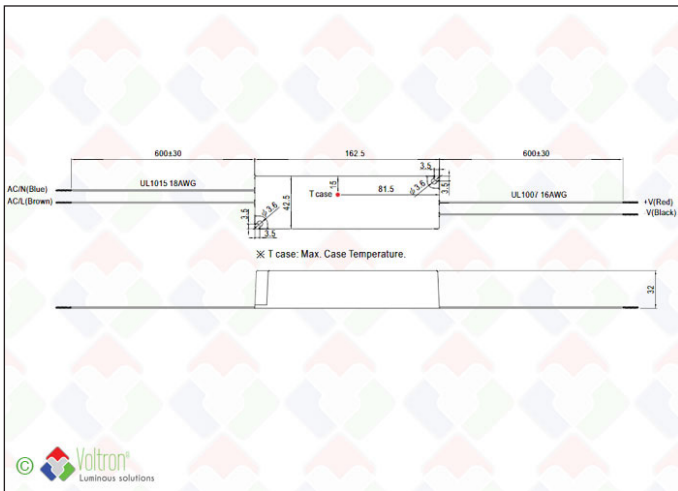 600±30
162.5
600±30
UL1015 18AWG
AC/N(Blue)
AC/L(Brown)
T case
15
81.5
42.5
ϕ3.6
3.5
3.5
ϕ3.6
3.5
3.5
UL1007 16AWG
+V(Red)
-V(Black)
※ T case: Max. Case Temperature.
32
© Voltron®
Luminous solutions